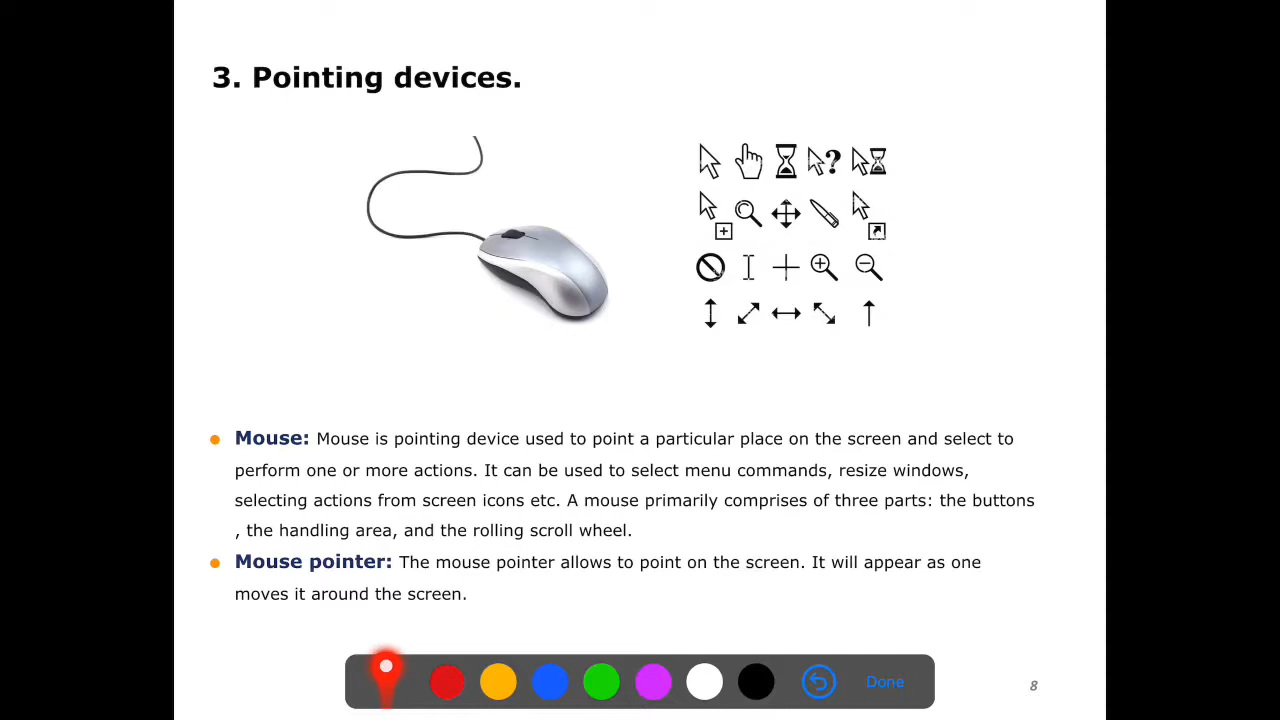 3. Pointing devices.
Mouse: Mouse is pointing device used to point a particular place on the screen and select to
perform one or more actions. It can be used to select menu commands, resize windows,
selecting actions from screen icons etc. A mouse primarily comprises of three parts: the buttons
, the handling area, and the rolling scroll wheel.
Mouse pointer: The mouse pointer allows to point on the screen. It will appear as one
moves it around the screen.
Done
8